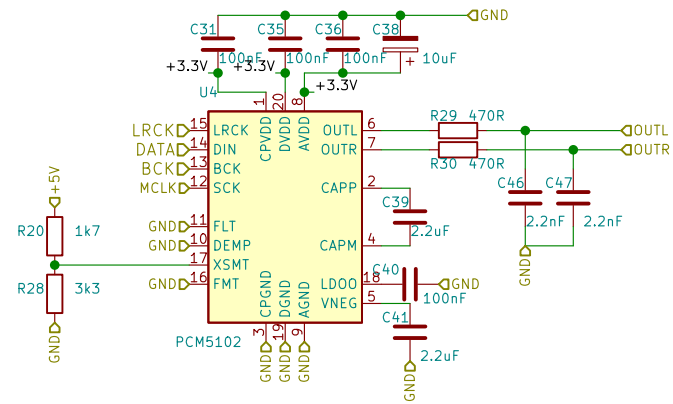 GND
C31 C35 C36 C38
100nF 100nF 100nF 10uF
+
+3.3V +3.3V +3.3V
U4
1 20 8
CPVDD DVDD AVDD
LRCK 15 LRCK OUTL 6 R29 470R OUTL
DATA 14 DIN OUTR 7 R30 470R OUTR
BCK 13 BCK
MCLK 12 SCK CAPP 2
C46 C47
2.2nF 2.2nF
GND
C39
2.2uF
+5V
R20 1k7
GND 11 FLT
GND 10 DEMP CAPM 4
17 XSMT
GND 16 FMT LDOO 18 C40 GND
100nF
VNEG 5
R28 3k3
GND
CPGND DGND AGND
3 19 9
GND GND GND
C41
2.2uF
GND
PCM5102